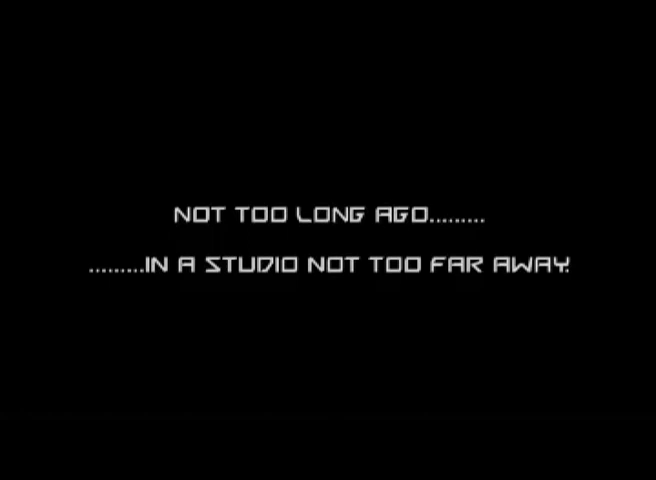 NOT TOO LONG AGO.........
.........IN A STUDIO NOT TOO FAR AWAY.